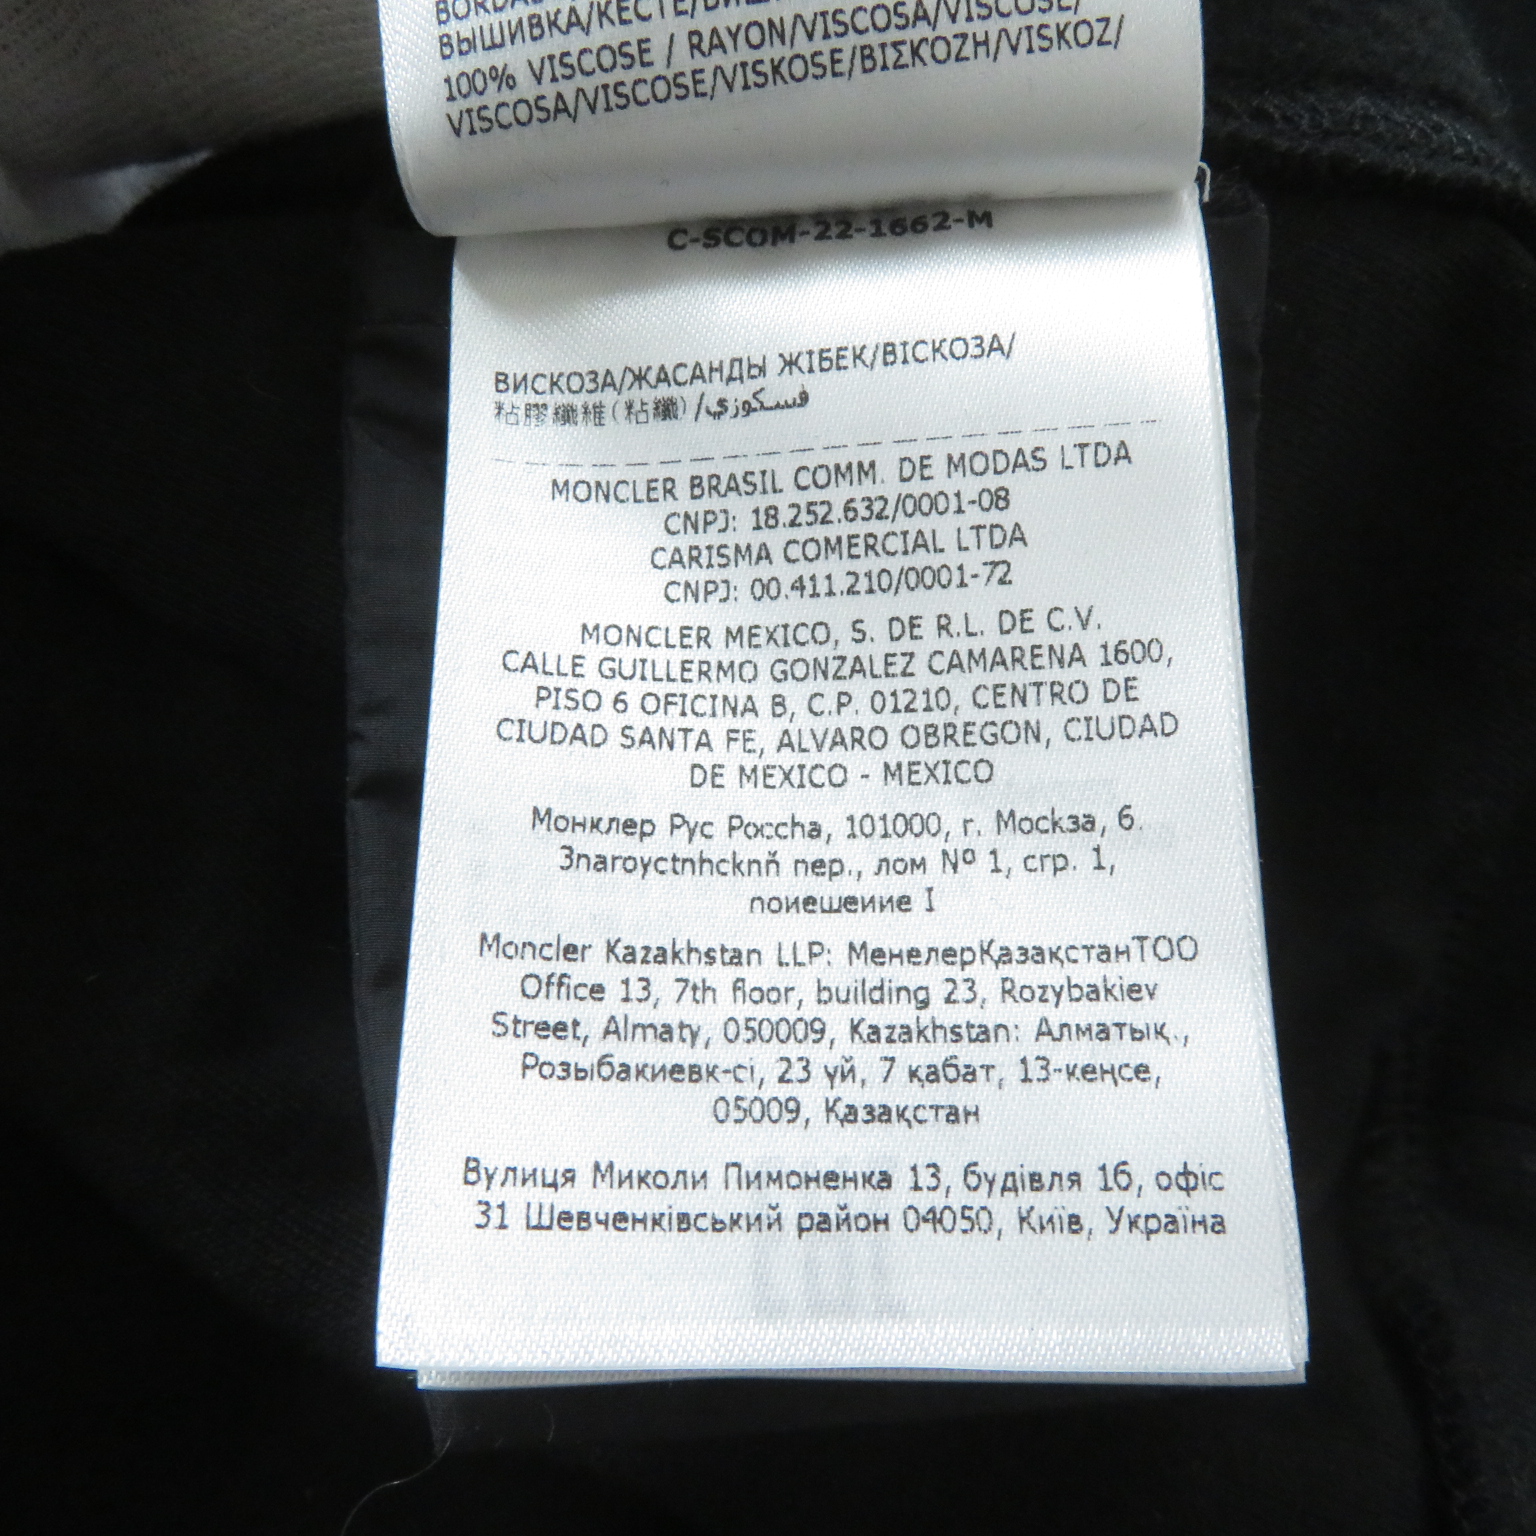 ВЫШИВКА/КЕСТЕ/
100% VISCOSE / RAYON/VISCOSA/VISCOSE/
VISCOSA/VISCOSE/VISKOSE/ΒΙΣΚΟΖΗ/VISKOZ/
C-SCOM-22-1662-M
ВИСКОЗА/ЖАСАНДЫ ЖІБЕК/ВІСКОЗА/
粘膠纖維(粘纖)/فسكوزي
MONCLER BRASIL COMM. DE MODAS LTDA
CNPJ: 18.252.632/0001-08
CARISMA COMERCIAL LTDA
CNPJ: 00.411.210/0001-72
MONCLER MEXICO, S. DE R.L. DE C.V.
CALLE GUILLERMO GONZALEZ CAMARENA 1600,
PISO 6 OFICINA B, C.P. 01210, CENTRO DE
CIUDAD SANTA FE, ALVARO OBREGON, CIUDAD
DE MEXICO - MEXICO
Монклер Рус Россhа, 101000, г. Москза, 6.
Зпаroустпhскпň пер., лом № 1, сгр. 1,
поиешеиие I
Moncler Kazakhstan LLP: МенелерҚазақстанТОО
Office 13, 7th floor, building 23, Rozybakiev
Street, Almaty, 050009, Kazakhstan: Алматық.,
Розыбакиевк-сі, 23 үй, 7 қабат, 13-кеңсе,
05009, Қазақстан
Вулиця Миколи Пимоненка 13, будівля 1б, офіс
31 Шевченківський район 04050, Київ, Україна